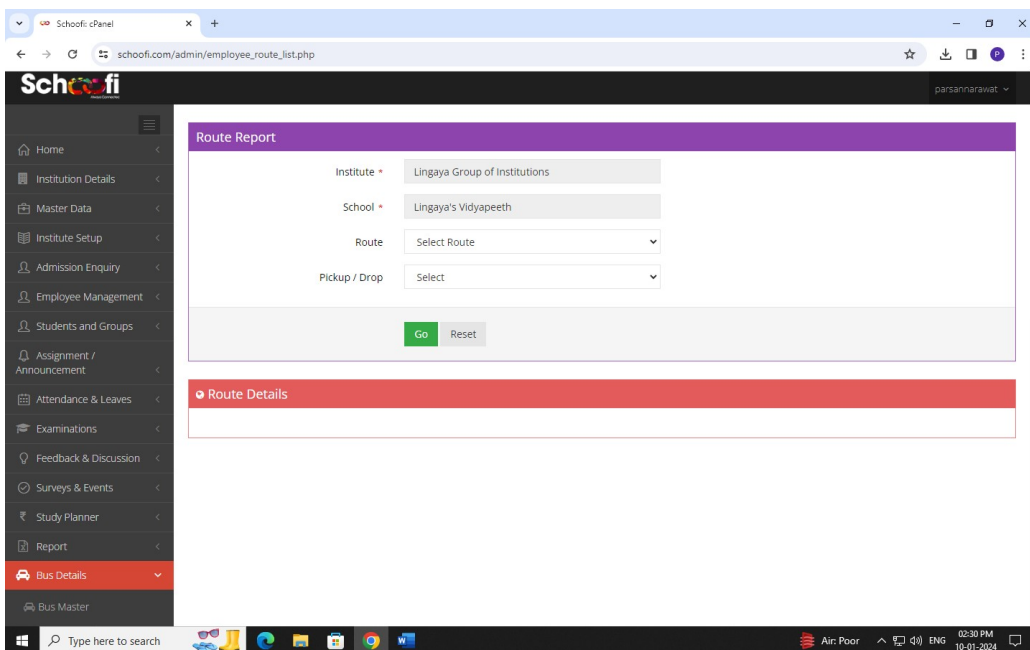 Schoofi: cPanel
schoofi.com/admin/employee_route_list.php
P
Schoofi
parsannarawat
Home
Institution Details
Master Data
Institute Setup
Admission Enquiry
Employee Management
Students and Groups
Assignment /
Announcement
Attendance & Leaves
Examinations
Feedback & Discussion
Surveys & Events
₹ Study Planner
Report
Bus Details
Bus Master
Route Report
Institute *
Lingaya Group of Institutions
School *
Lingaya's Vidyapeeth
Route
Select Route
Pickup / Drop
Select
Go
Reset
Route Details
Type here to search
W
Air: Poor
ENG
02:30 PM
10-01-2024